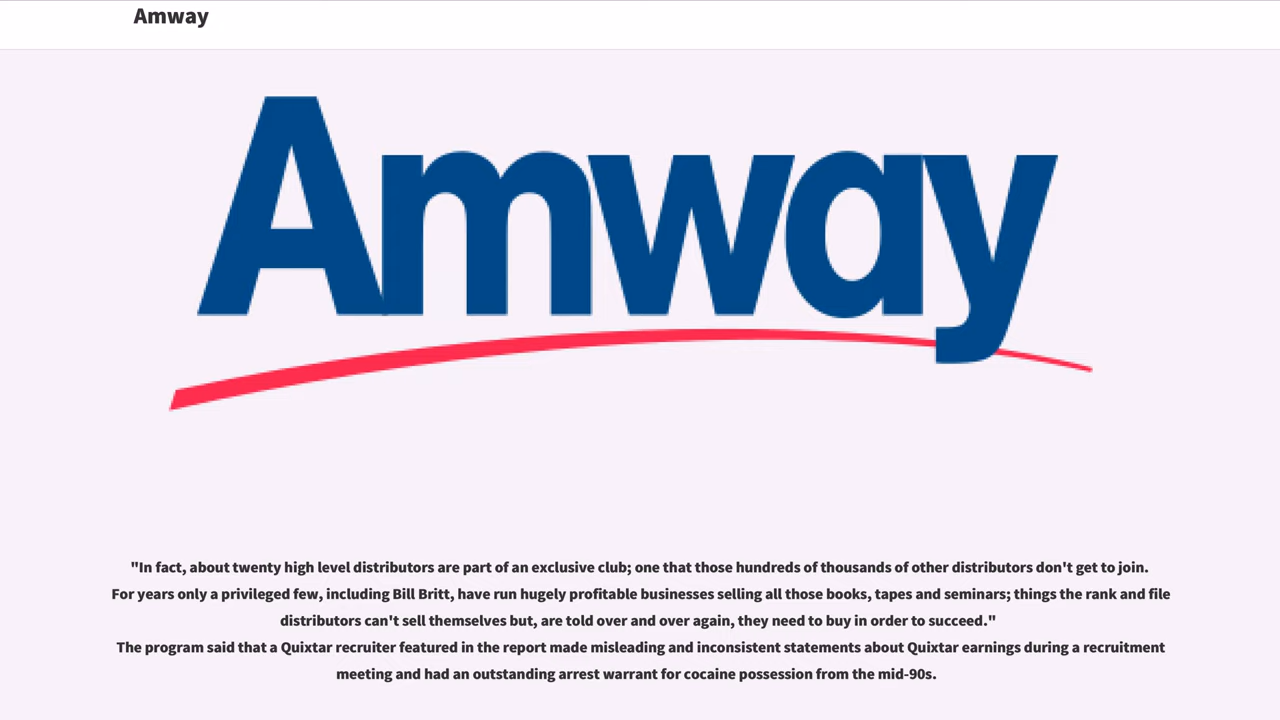 Amway
Amway
"In fact, about twenty high level distributors are part of an exclusive club; one that those hundreds of thousands of other distributors don't get to join.
For years only a privileged few, including Bill Britt, have run hugely profitable businesses selling all those books, tapes and seminars; things the rank and file
distributors can't sell themselves but, are told over and over again, they need to buy in order to succeed."
The program said that a Quixtar recruiter featured in the report made misleading and inconsistent statements about Quixtar earnings during a recruitment
meeting and had an outstanding arrest warrant for cocaine possession from the mid-90s.